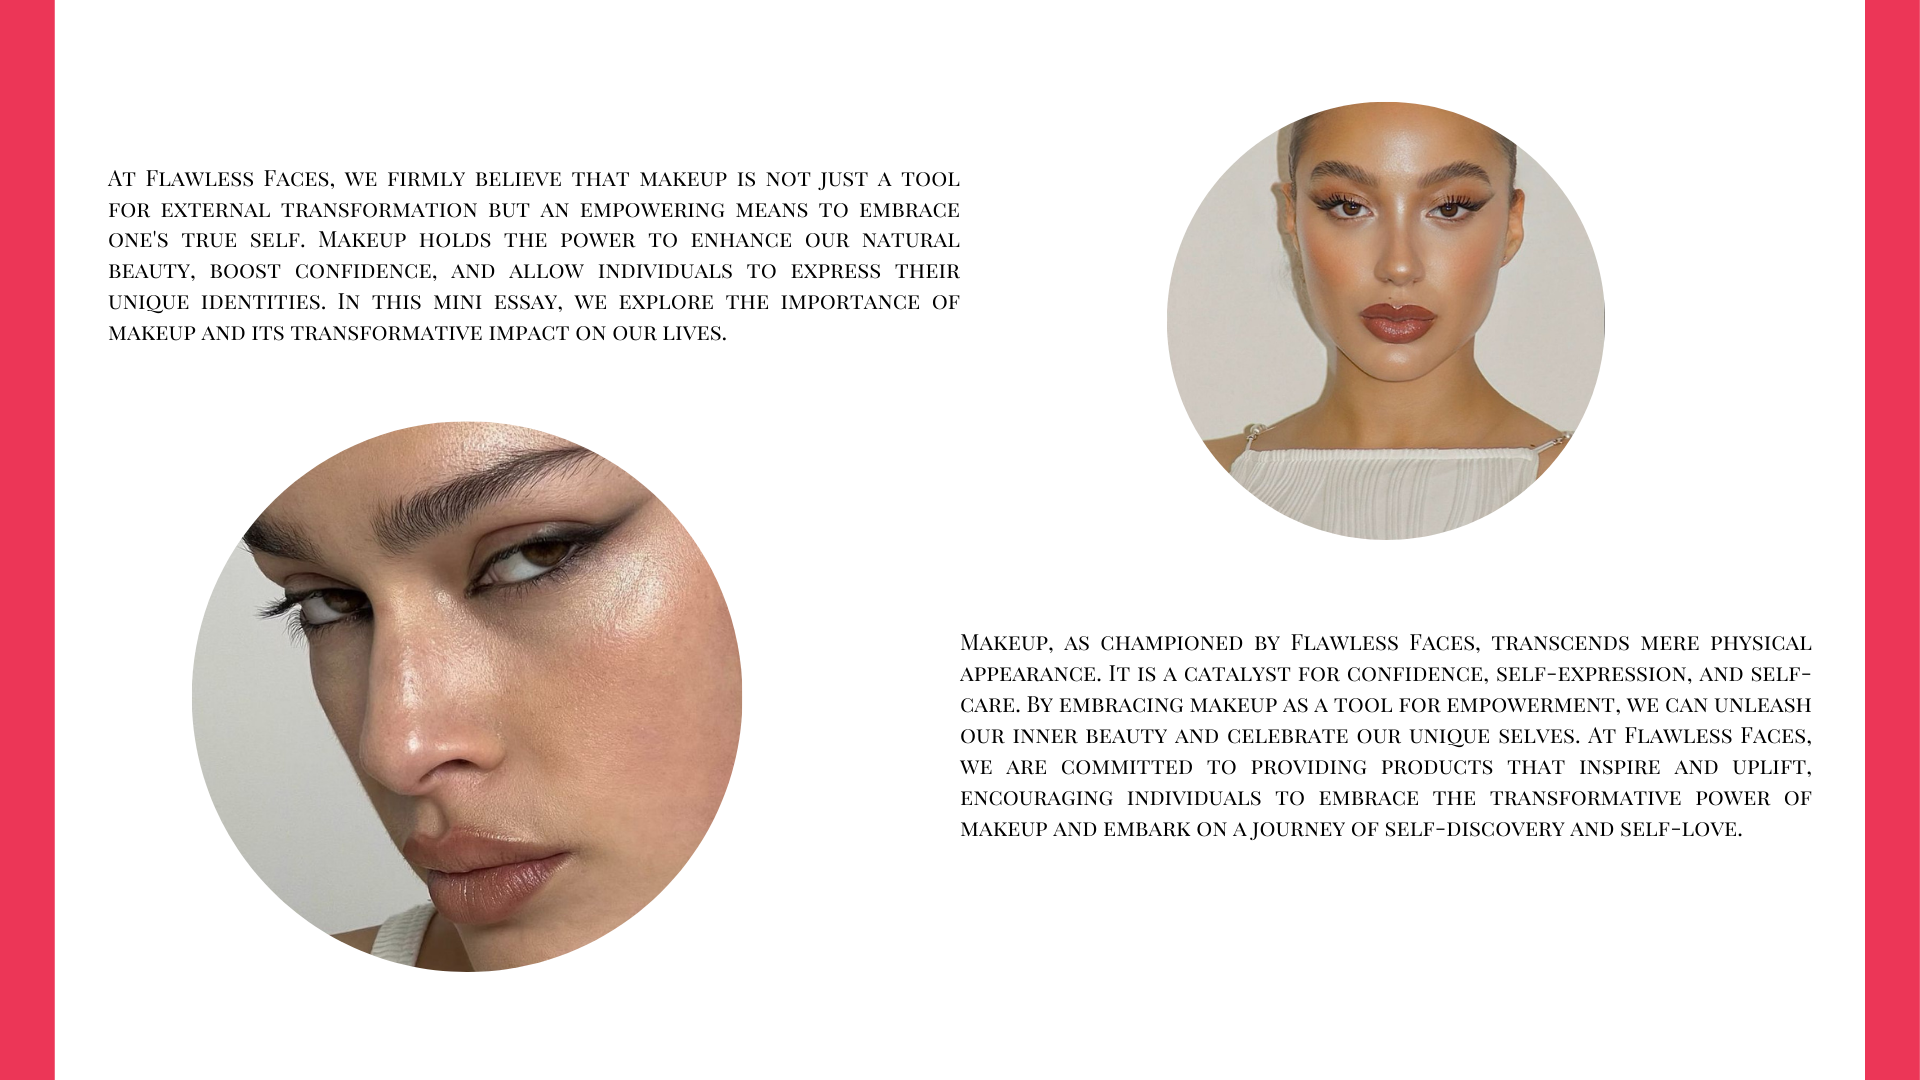 At Flawless Faces, we firmly believe that makeup is not just a tool
for external transformation but an empowering means to embrace
one's true self. Makeup holds the power to enhance our natural
beauty, boost confidence, and allow individuals to express their
unique identities. In this mini essay, we explore the importance of
makeup and its transformative impact on our lives.
Makeup, as championed by Flawless Faces, transcends mere physical
appearance. It is a catalyst for confidence, self-expression, and self-
care. By embracing makeup as a tool for empowerment, we can unleash
our inner beauty and celebrate our unique selves. At Flawless Faces,
we are committed to providing products that inspire and uplift,
encouraging individuals to embrace the transformative power of
makeup and embark on a journey of self-discovery and self-love.